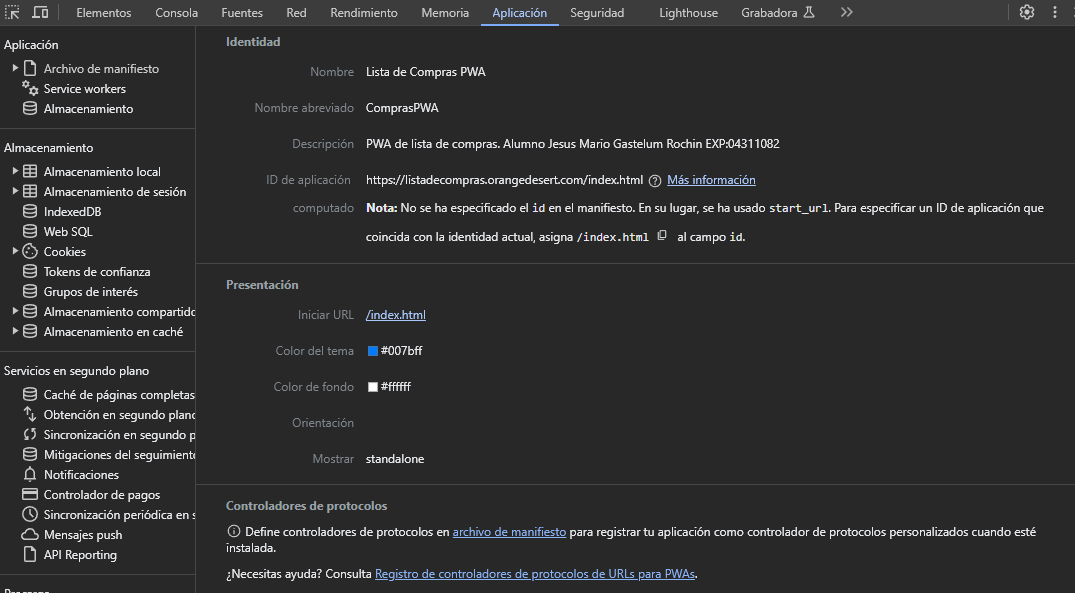 Elementos Consola Fuentes Red Rendimiento Memoria Aplicación Seguridad Lighthouse Grabadora
Aplicación
Archivo de manifiesto
Service workers
Almacenamiento
Almacenamiento
Almacenamiento local
Almacenamiento de sesión
IndexedDB
Web SQL
Cookies
Tokens de confianza
Grupos de interés
Almacenamiento compartido
Almacenamiento en caché
Servicios en segundo plano
Caché de páginas completas
Obtención en segundo plano
Sincronización en segundo p
Mitigaciones del seguimiento
Notificaciones
Controlador de pagos
Sincronización periódica en s
Mensajes push
API Reporting
Identidad
Nombre Lista de Compras PWA
Nombre abreviado ComprasPWA
Descripción PWA de lista de compras. Alumno Jesus Mario Gastelum Rochin EXP:04311082
ID de aplicación https://listadecompras.orangedesert.com/index.html Más información
computado Nota: No se ha especificado el id en el manifiesto. En su lugar, se ha usado start_url. Para especificar un ID de aplicación que
coincida con la identidad actual, asigna /index.html al campo id.
Presentación
Iniciar URL /index.html
Color del tema #007bff
Color de fondo #ffffff
Orientación
Mostrar standalone
Controladores de protocolos
Define controladores de protocolos en archivo de manifiesto para registrar tu aplicación como controlador de protocolos personalizados cuando esté
instalada.
¿Necesitas ayuda? Consulta Registro de controladores de protocolos de URLs para PWAs.